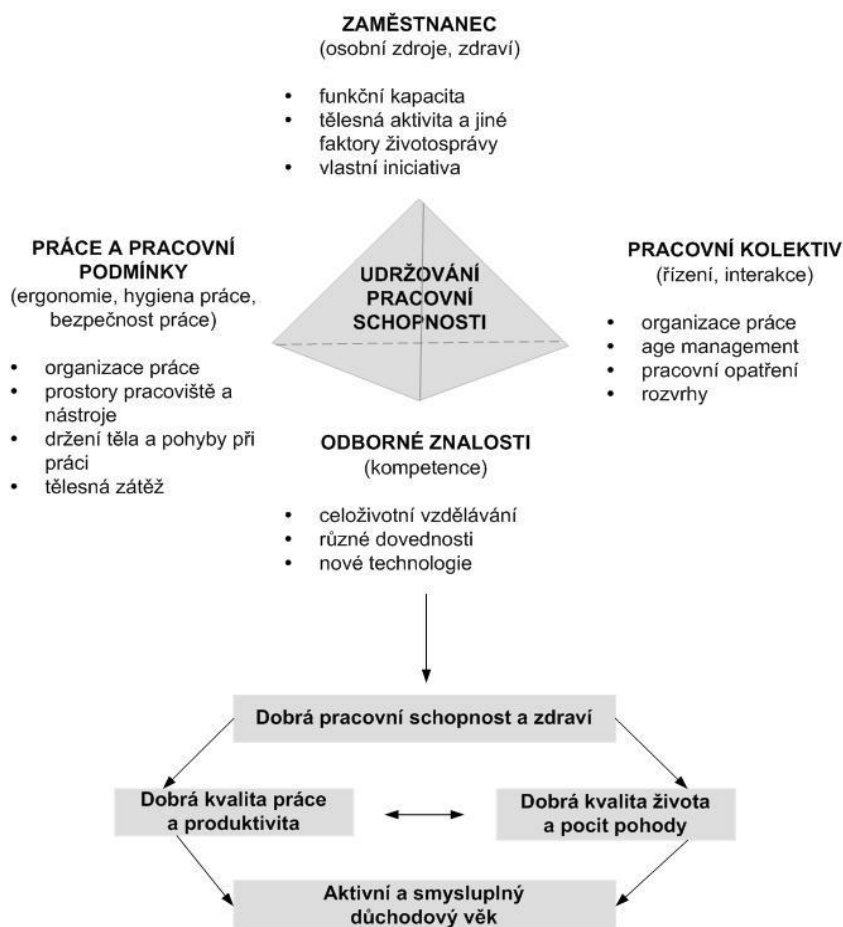 ZAMĚSTNANEC
(osobní zdroje, zdraví)
• funkční kapacita
• tělesná aktivita a jiné
faktory životosprávy
• vlastní iniciativa
PRÁCE A PRACOVNÍ
PODMÍNKY
(ergonomie, hygiena práce,
bezpečnost práce)
• organizace práce
• prostory pracoviště a
nástroje
• držení těla a pohyby při
práci
• tělesná zátěž
UDRŽOVÁNÍ
PRACOVNÍ
SCHOPNOSTI
PRACOVNÍ KOLEKTIV
(řízení, interakce)
• organizace práce
• age management
• pracovní opatření
• rozvrhy
ODBORNÉ ZNALOSTI
(kompetence)
• celoživotní vzdělávání
• různé dovednosti
• nové technologie
Dobrá pracovní schopnost a zdraví
Dobrá kvalita práce
a produktivita
Dobrá kvalita života
a pocit pohody
Aktivní a smysluplný
důchodový věk